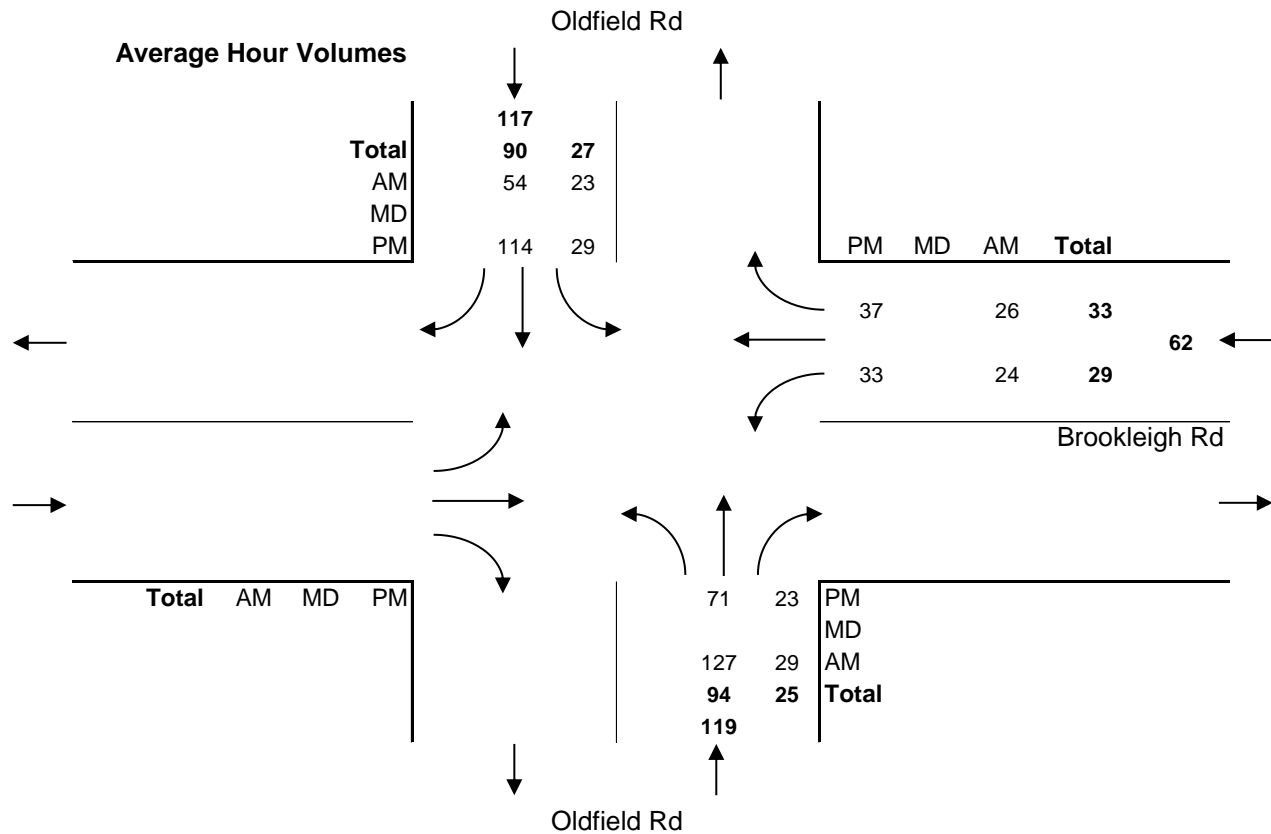 Oldfield Rd
Average Hour Volumes
117
Total 90 27
AM 54 23
MD
PM 114 29
PM MD AM Total
37 26 33
62
33 24 29
Brookleigh Rd
Total AM MD PM
71 23 PM
MD
127 29 AM
94 25 Total
119
Oldfield Rd